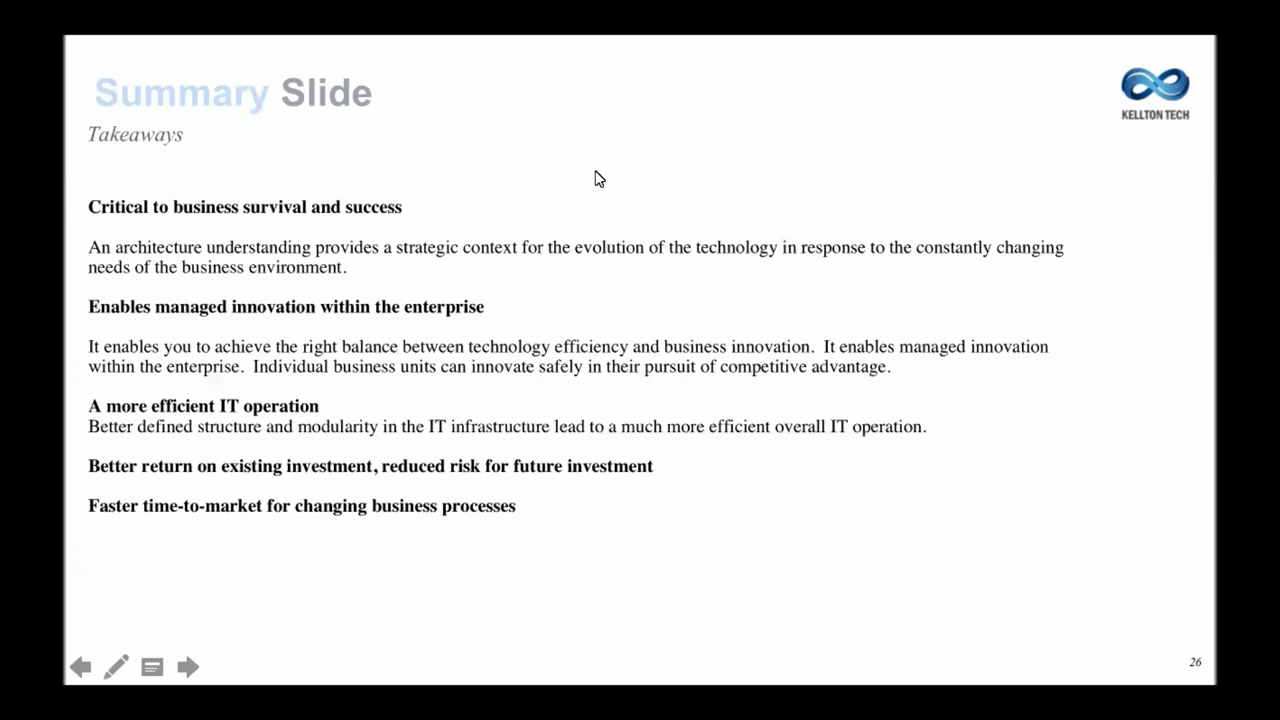 Summary Slide
KELLTON TECH
Takeaways
Critical to business survival and success
An architecture understanding provides a strategic context for the evolution of the technology in response to the constantly changing
needs of the business environment.
Enables managed innovation within the enterprise
It enables you to achieve the right balance between technology efficiency and business innovation.  It enables managed innovation
within the enterprise.  Individual business units can innovate safely in their pursuit of competitive advantage.
A more efficient IT operation
Better defined structure and modularity in the IT infrastructure lead to a much more efficient overall IT operation.
Better return on existing investment, reduced risk for future investment
Faster time-to-market for changing business processes
26